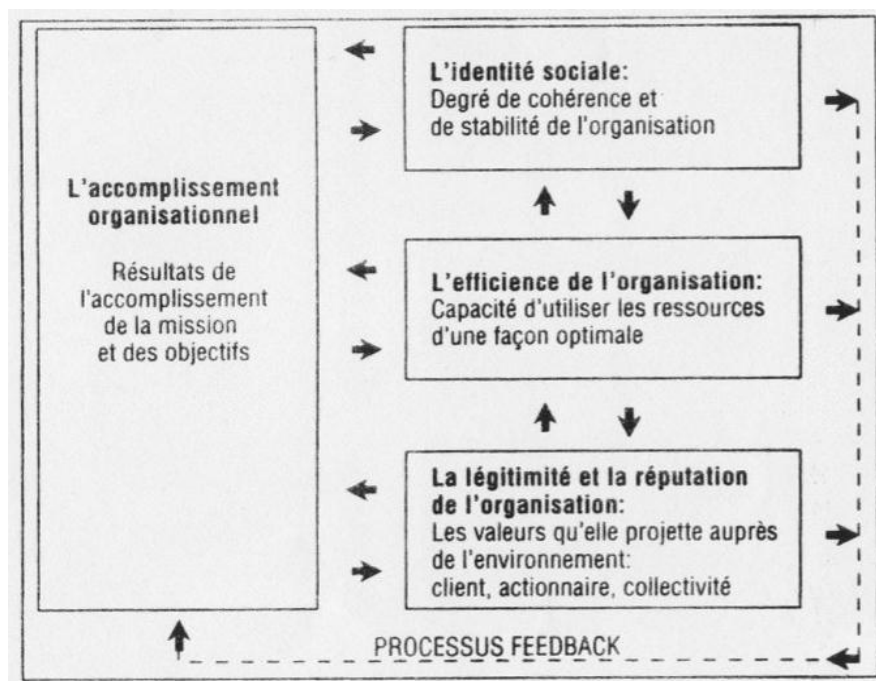 L'accomplissement
organisationnel
Résultats de
l'accomplissement
de la mission
et des objectifs
L'identité sociale:
Degré de cohérence et
de stabilité de l'organisation
L'efficience de l'organisation:
Capacité d'utiliser les ressources
d'une façon optimale
La légitimité et la réputation
de l'organisation:
Les valeurs qu'elle projette auprès
de l'environnement:
client, actionnaire, collectivité
PROCESSUS FEEDBACK